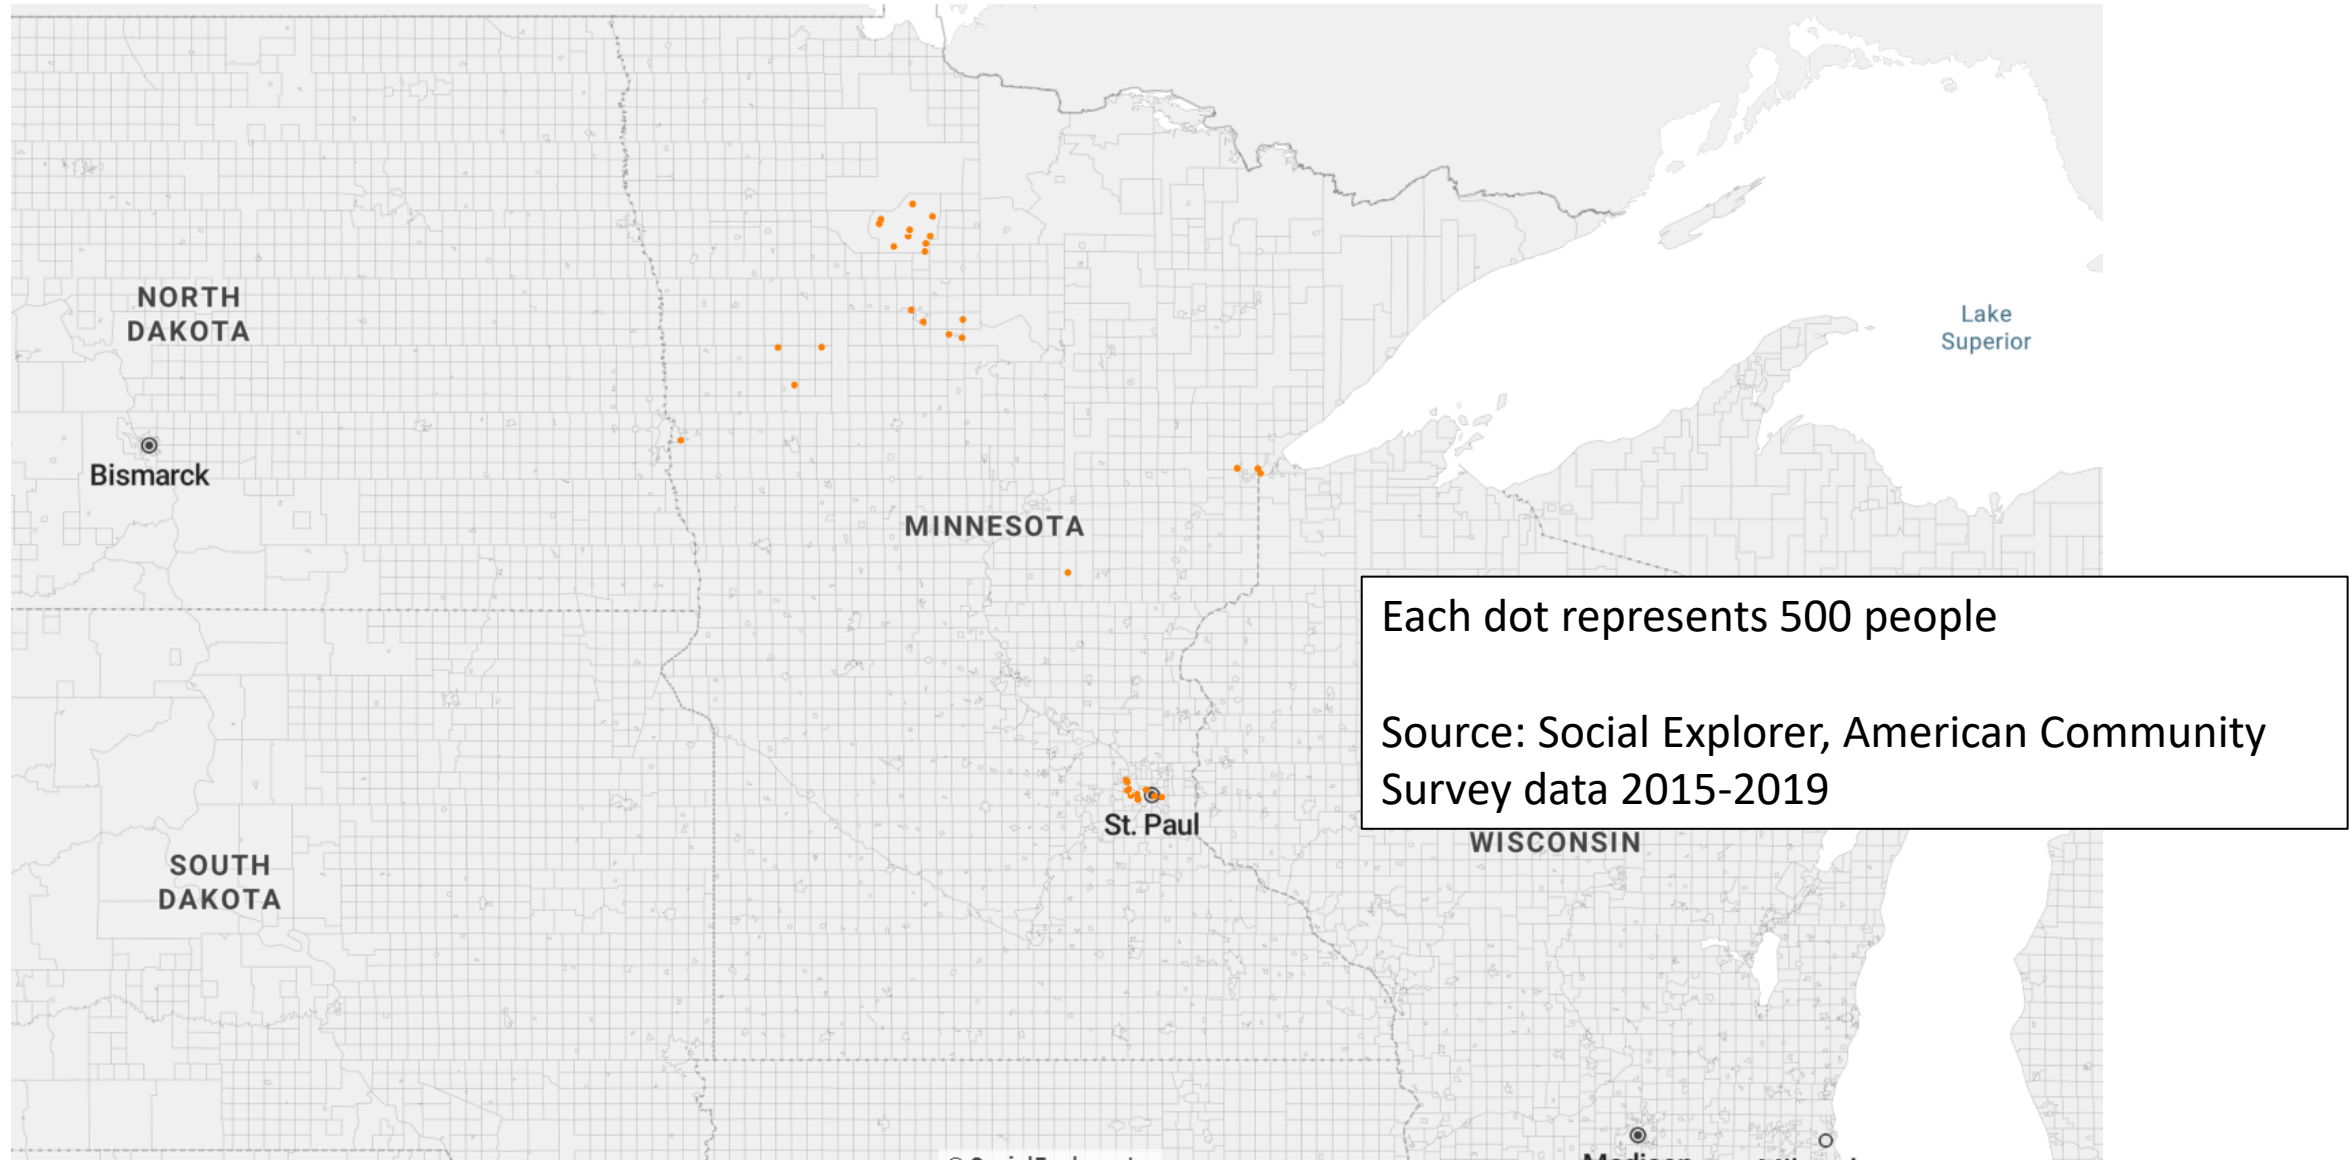 NORTH
DAKOTA
Lake
Superior
Bismarck
MINNESOTA
Each dot represents 500 people
Source: Social Explorer, American Community
Survey data 2015-2019
St. Paul
WISCONSIN
SOUTH
DAKOTA